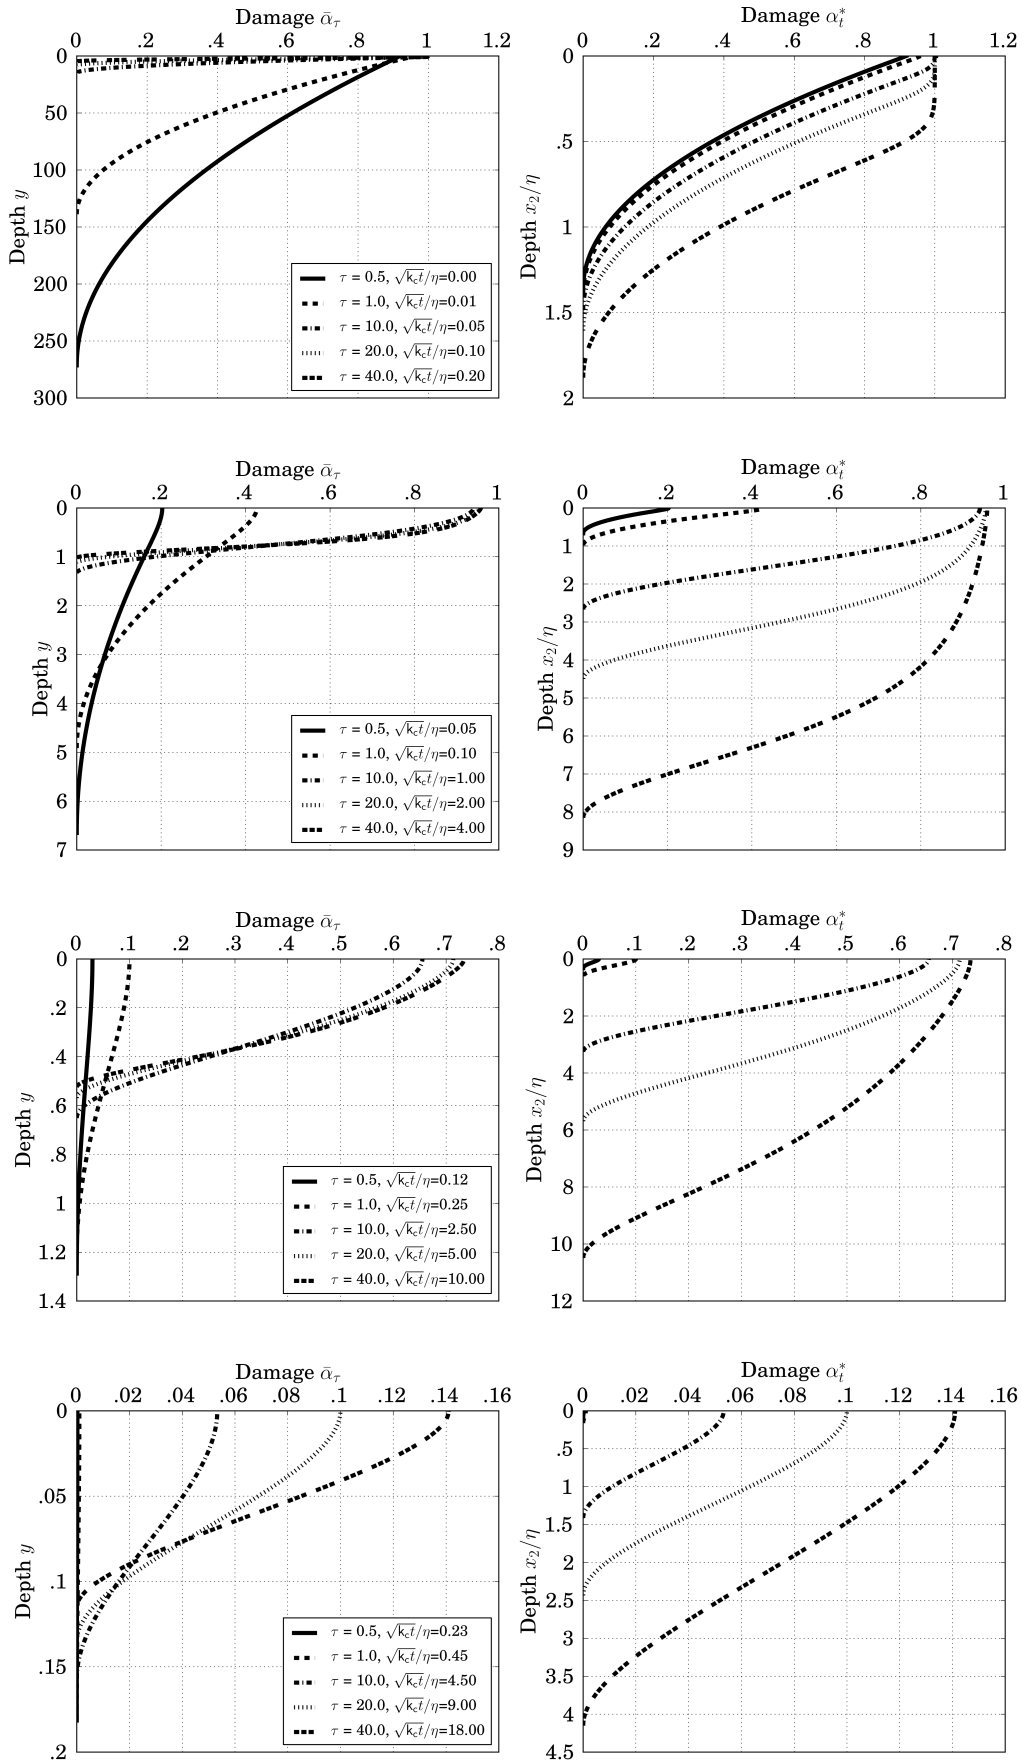 Damage ᾱτ
0 .2 .4 .6 .8 1 1.2
0
50
100
150
200
250
300
Depth y
τ = 0.5, √k_c t/η=0.00
τ = 1.0, √k_c t/η=0.01
τ = 10.0, √k_c t/η=0.05
τ = 20.0, √k_c t/η=0.10
τ = 40.0, √k_c t/η=0.20
Damage α*t
0 .2 .4 .6 .8 1 1.2
0
.5
1
1.5
2
Depth x₂/η
Damage ᾱτ
0 .2 .4 .6 .8 1
0
1
2
3
4
5
6
7
Depth y
τ = 0.5, √k_c t/η=0.05
τ = 1.0, √k_c t/η=0.10
τ = 10.0, √k_c t/η=1.00
τ = 20.0, √k_c t/η=2.00
τ = 40.0, √k_c t/η=4.00
Damage α*t
0 .2 .4 .6 .8 1
0
1
2
3
4
5
6
7
8
9
Depth x₂/η
Damage ᾱτ
0 .1 .2 .3 .4 .5 .6 .7 .8
0
.2
.4
.6
.8
1
1.2
1.4
Depth y
τ = 0.5, √k_c t/η=0.12
τ = 1.0, √k_c t/η=0.25
τ = 10.0, √k_c t/η=2.50
τ = 20.0, √k_c t/η=5.00
τ = 40.0, √k_c t/η=10.00
Damage α*t
0 .1 .2 .3 .4 .5 .6 .7 .8
0
2
4
6
8
10
12
Depth x₂/η
Damage ᾱτ
0 .02 .04 .06 .08 .1 .12 .14 .16
0
.05
.1
.15
.2
Depth y
τ = 0.5, √k_c t/η=0.23
τ = 1.0, √k_c t/η=0.45
τ = 10.0, √k_c t/η=4.50
τ = 20.0, √k_c t/η=9.00
τ = 40.0, √k_c t/η=18.00
Damage α*t
0 .02 .04 .06 .08 .1 .12 .14 .16
0
.5
1
1.5
2
2.5
3
3.5
4
4.5
Depth x₂/η